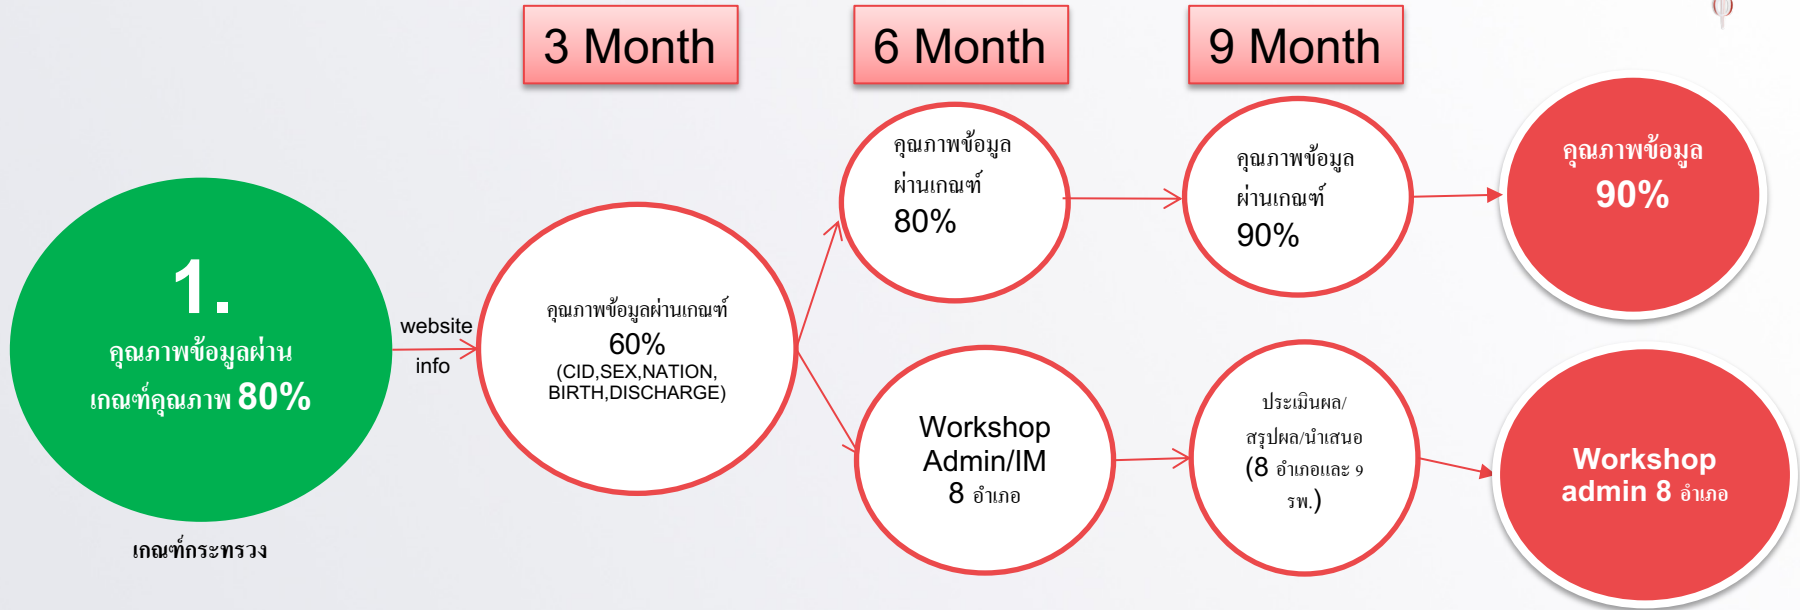 3 Month
6 Month
9 Month
1.
คุณภาพข้อมูลผ่าน
เกณฑ์คุณภาพ 80%
เกณฑ์กระทรวง
website
info
คุณภาพข้อมูลผ่านเกณฑ์
60%
(CID,SEX,NATION,
BIRTH,DISCHARGE)
คุณภาพข้อมูล
ผ่านเกณฑ์
80%
คุณภาพข้อมูล
ผ่านเกณฑ์
90%
คุณภาพข้อมูล
90%
Workshop
Admin/IM
8 อำเภอ
ประเมินผล/
สรุปผล/นำเสนอ
(8 อำเภอและ 9
รพ.)
Workshop
admin 8 อำเภอ